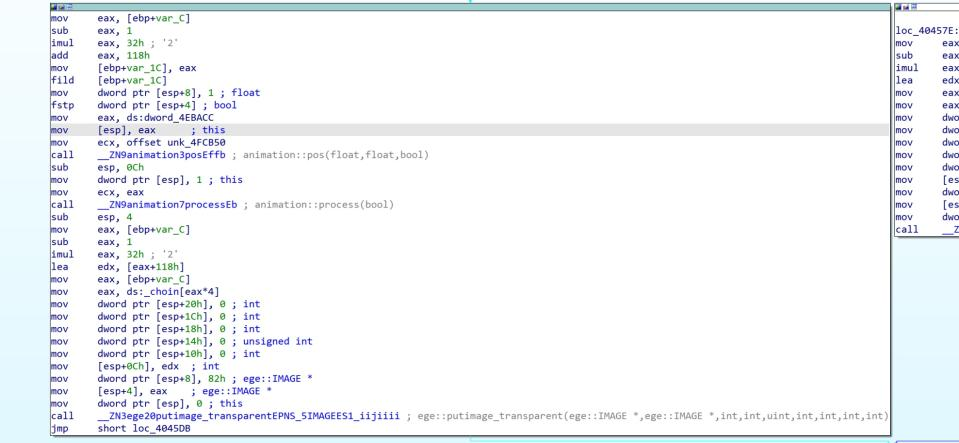 mov eax, [ebp+var_C]
sub eax, 1
imul eax, 32h ; '2'
add eax, 118h
mov [ebp+var_1C], eax
fild [ebp+var_1C]
mov dword ptr [esp+8], 1 ; float
fstp dword ptr [esp+4] ; bool
mov eax, ds:dword_4EBACC
mov [esp], eax ; this
mov ecx, offset unk_4FCB50
call __ZN9animation3posEffb ; animation::pos(float,float,bool)
sub esp, 0Ch
mov dword ptr [esp], 1 ; this
mov ecx, eax
call __ZN9animation7processEb ; animation::process(bool)
sub esp, 4
mov eax, [ebp+var_C]
sub eax, 1
imul eax, 32h ; '2'
lea edx, [eax+118h]
mov eax, [ebp+var_C]
mov eax, ds:_choin[eax*4]
mov dword ptr [esp+20h], 0 ; int
mov dword ptr [esp+1Ch], 0 ; int
mov dword ptr [esp+18h], 0 ; int
mov dword ptr [esp+14h], 0 ; unsigned int
mov dword ptr [esp+10h], 0 ; int
mov [esp+0Ch], edx ; int
mov dword ptr [esp+8], 82h ; ege::IMAGE *
mov [esp+4], eax ; ege::IMAGE *
mov dword ptr [esp], 0 ; this
call __ZN3ege20putimage_transparentEPNS_5IMAGEES1_iijiiii ; ege::putimage_transparent(ege::IMAGE *,ege::IMAGE *,int,int,uint,int,int,int,int)
jmp short loc_4045DB
loc_40457E:
mov eax
sub eax
imul eax
lea edx
mov eax
mov eax
mov dwo
mov dwo
mov dwo
mov dwo
mov dwo
mov [es
mov dwo
mov [es
mov dwo
call __Z